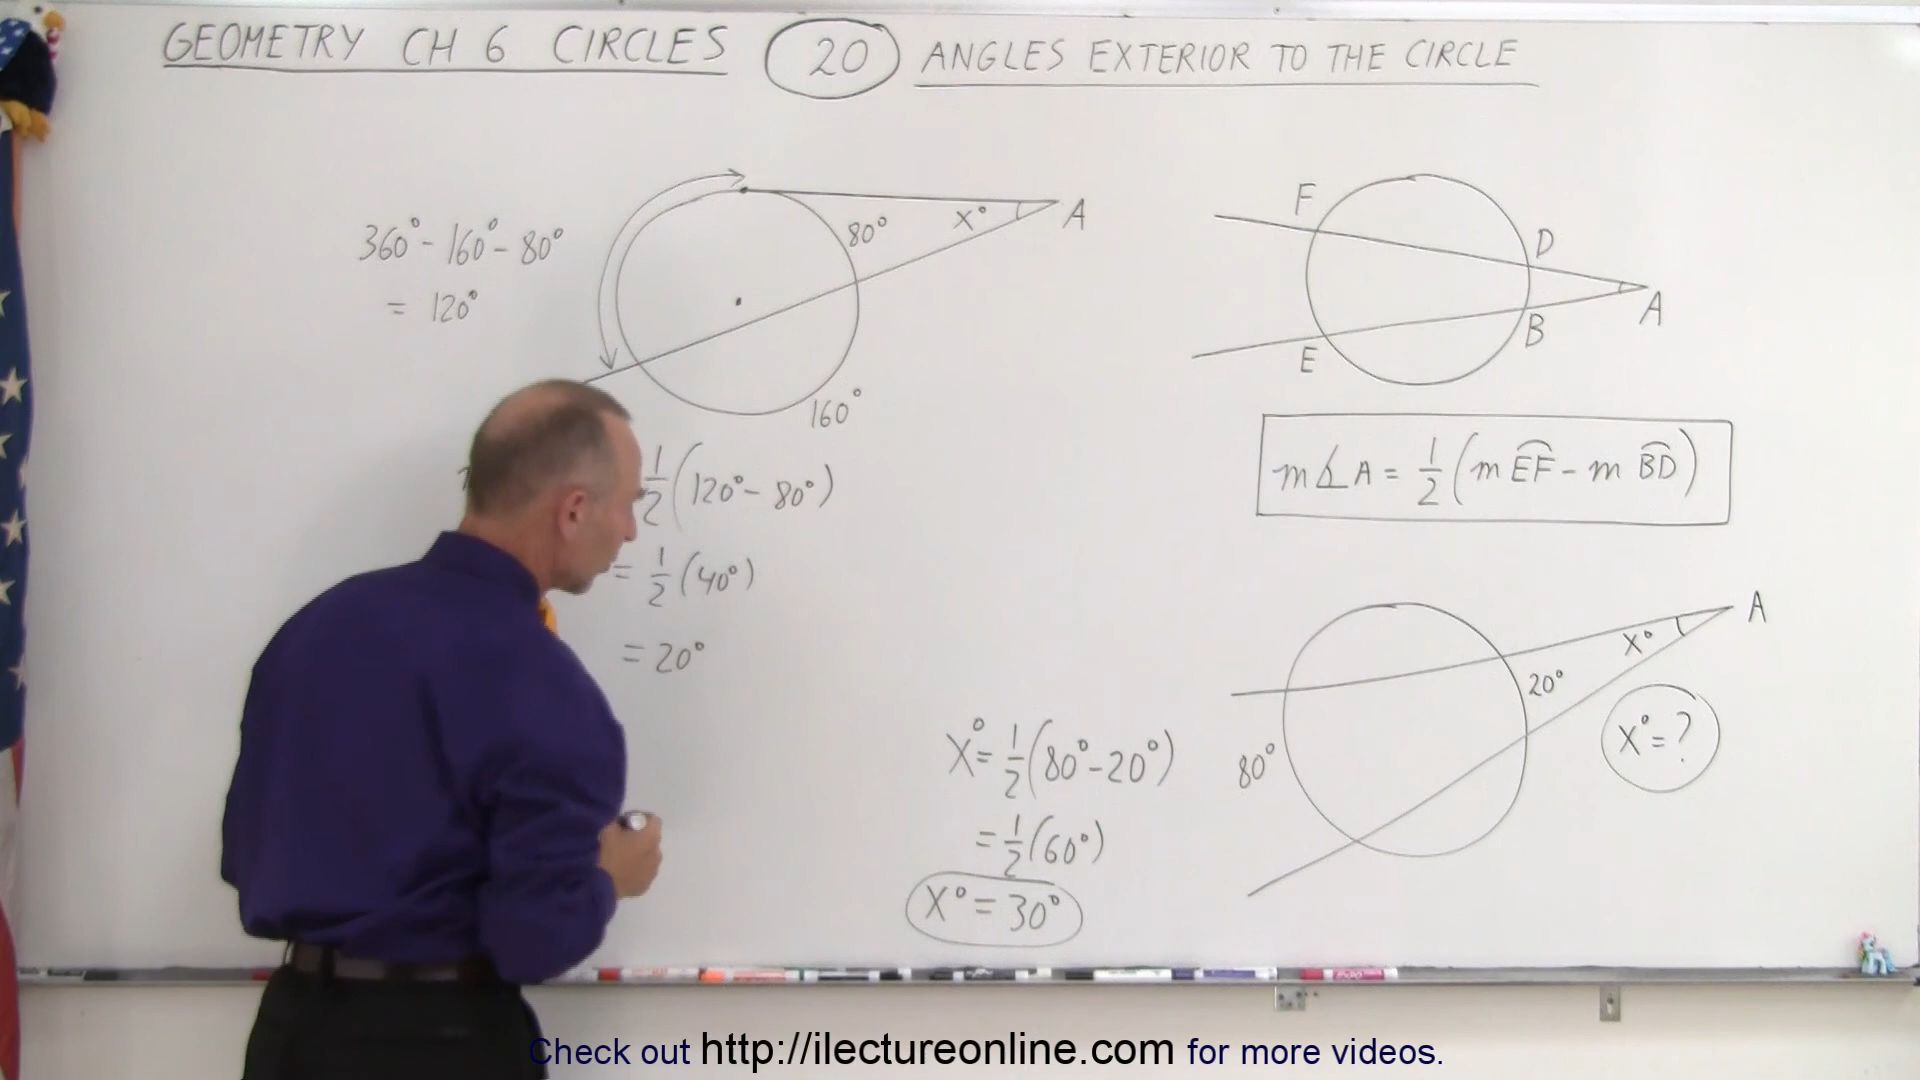 GEOMETRY CH 6 CIRCLES 20 ANGLES EXTERIOR TO THE CIRCLE
360° - 160° - 80°
= 120°
80°
X°
A
160°
1/2 (120° - 80°)
= 1/2 (40°)
= 20°
F
D
A
B
E
m∡A = 1/2 (m E͡F - m B͡D)
A
X°
20°
80°
X° = ?
X° = 1/2 (80° - 20°)
= 1/2 (60°)
X° = 30°
Check out http://ilectureonline.com for more videos.